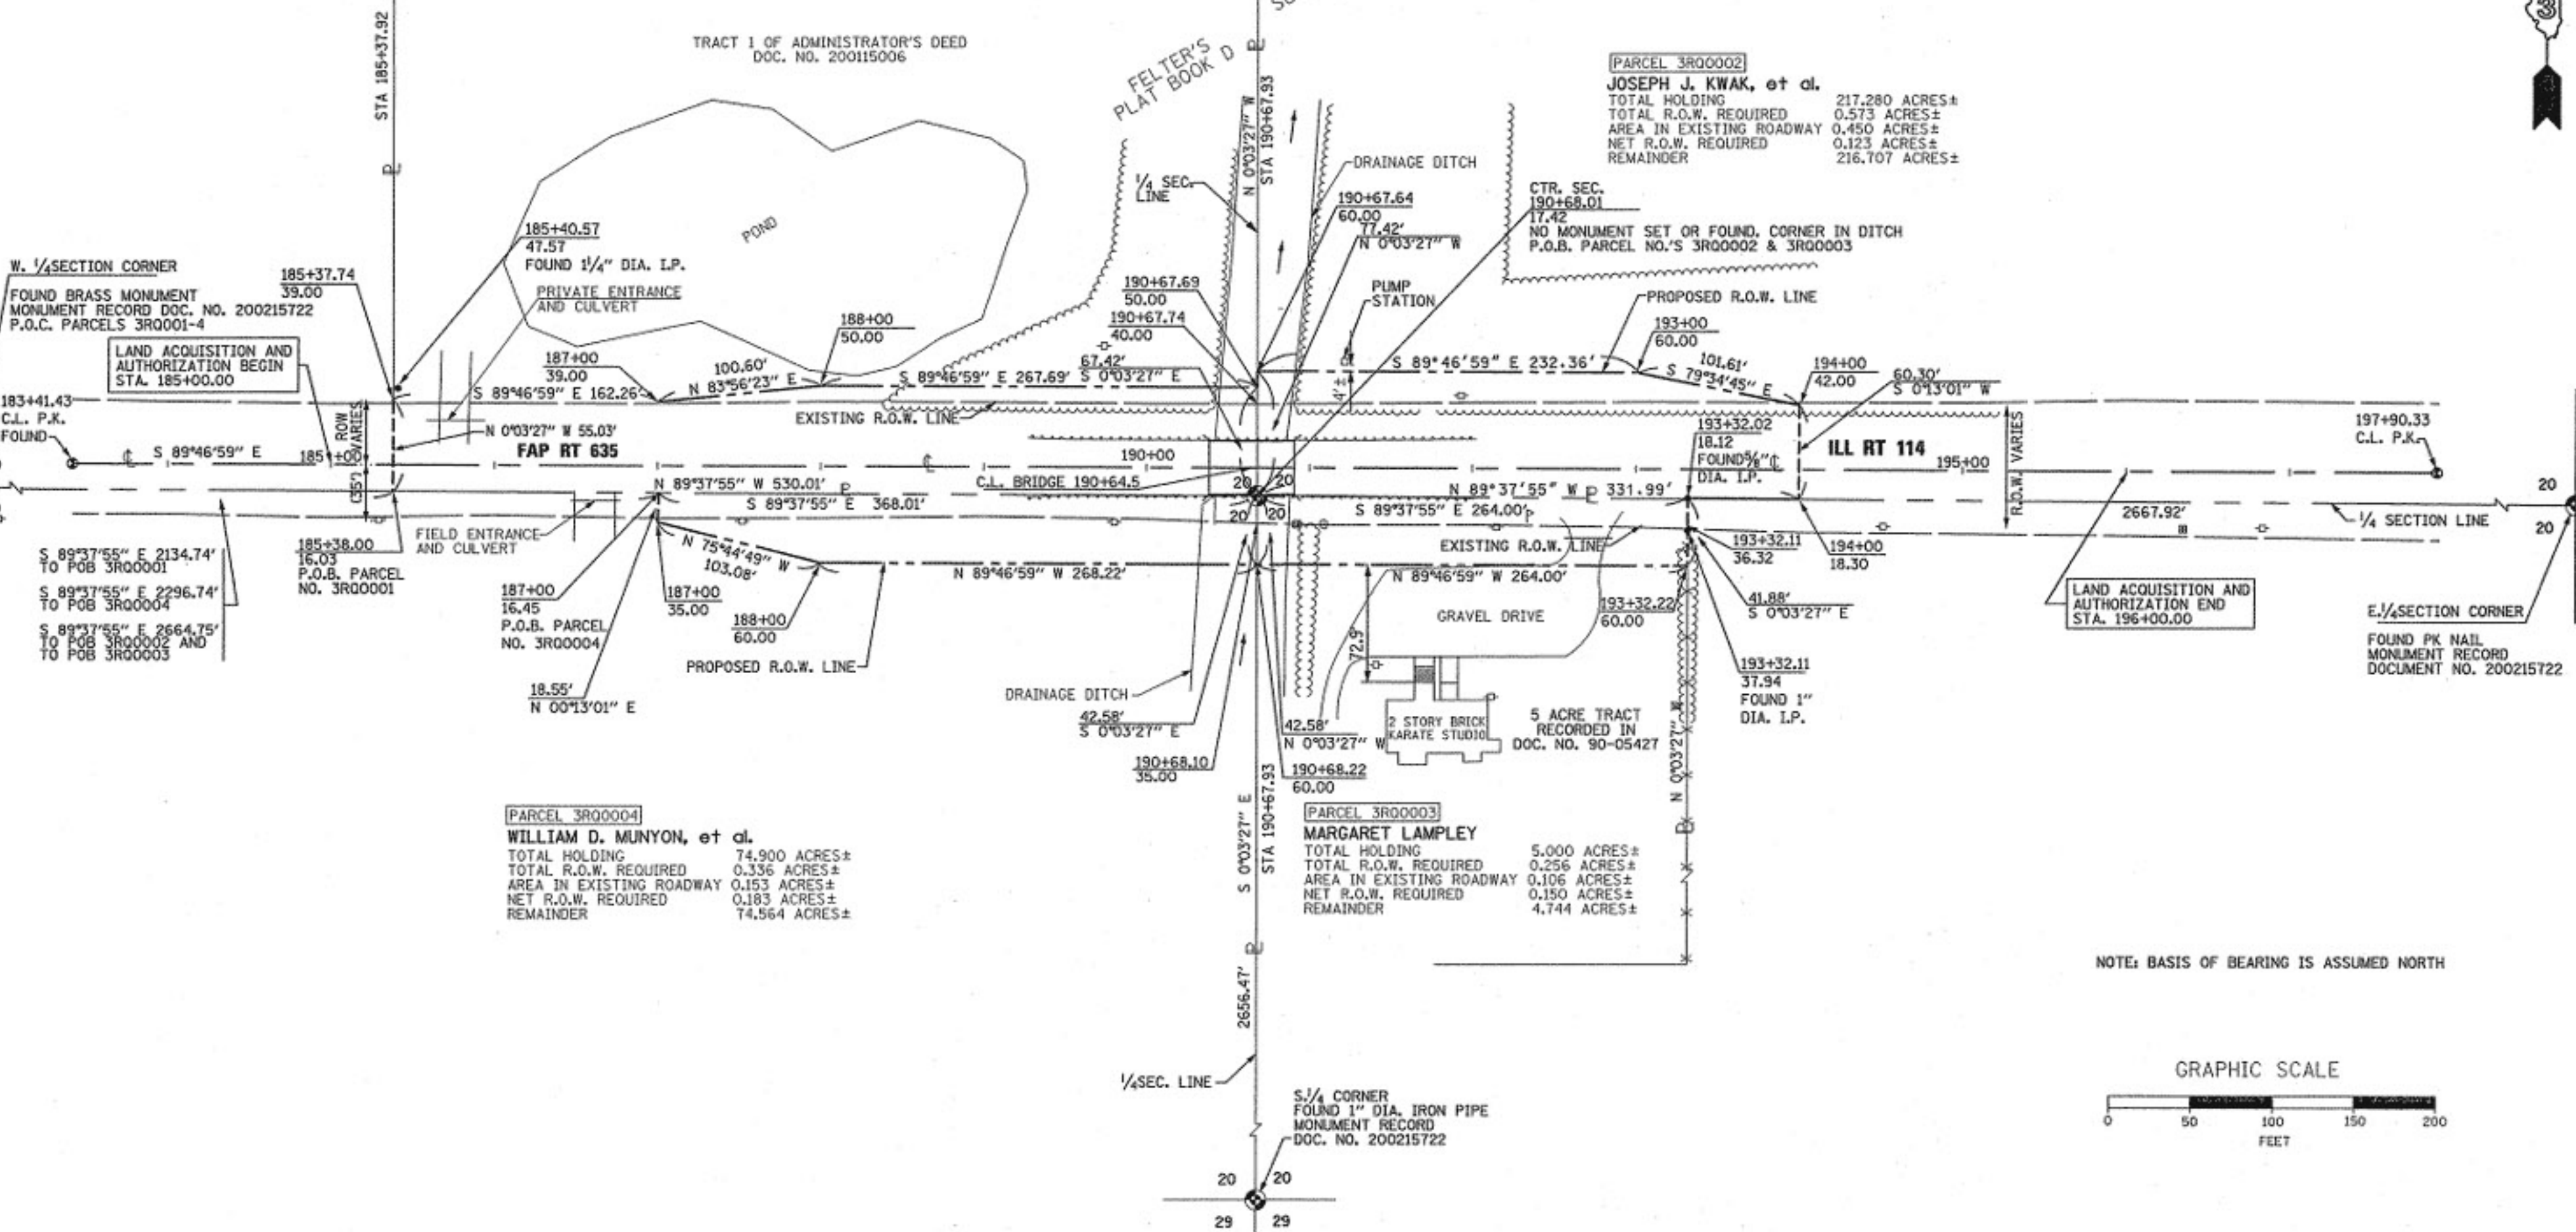 STA 185+37.92
TRACT 1 OF ADMINISTRATOR'S DEED
DOC. NO. 200115006
FELTER'S
PLAT BOOK D
N 0°03'27" W
STA 190+67.93
PARCEL 3RQ0002
JOSEPH J. KWAK, et al.
TOTAL HOLDING 217.280 ACRES±
TOTAL R.O.W. REQUIRED 0.573 ACRES±
AREA IN EXISTING ROADWAY 0.450 ACRES±
NET R.O.W. REQUIRED 0.123 ACRES±
REMAINDER 216.707 ACRES±
3
POND
1/4 SEC.
LINE
DRAINAGE DITCH
190+67.64
60.00
77.42'
N 0°03'27" W
CTR. SEC.
190+68.01
17.42
NO MONUMENT SET OR FOUND. CORNER IN DITCH
P.O.B. PARCEL NO.'S 3RQ0002 & 3RQ0003
W. 1/4SECTION CORNER
FOUND BRASS MONUMENT
MONUMENT RECORD DOC. NO. 200215722
P.O.C. PARCELS 3RQ001-4
185+37.74
39.00
185+40.57
47.57
FOUND 1 1/4" DIA. I.P.
PRIVATE ENTRANCE
AND CULVERT
LAND ACQUISITION AND
AUTHORIZATION BEGIN
STA. 185+00.00
188+00
50.00
190+67.69
50.00
190+67.74
40.00
PUMP
STATION
PROPOSED R.O.W. LINE
193+00
60.00
187+00
39.00
100.60'
N 83°56'23" E
S 89°46'59" E 162.26'
S 89°46'59" E 267.69'
67.42'
S 0°03'27" E
4'±
S 89°46'59" E 232.36'
101.61'
S 79°34'45" E
194+00
42.00
60.30'
S 0°13'01" W
183+41.43
C.L. P.K.
FOUND
ROW
VARIES
(35')
N 0°03'27" W 55.03'
EXISTING R.O.W. LINE
S 89°46'59" E
185+00
FAP RT 635
190+00
C.L. BRIDGE 190+64.5
193+32.02
18.12
FOUND 5/8"
DIA. I.P.
ILL RT 114
195+00
R.O.W. VARIES
197+90.33
C.L. P.K.
N 89°37'55" W 530.01'
S 89°37'55" E 368.01'
20 20
20 20
N 89°37'55" W 331.99'
S 89°37'55" E 264.00'
2667.92'
1/4 SECTION LINE
20
20
S 89°37'55" E 2134.74'
TO POB 3RQ0001
S 89°37'55" E 2296.74'
TO POB 3RQ0004
S 89°37'55" E 2664.75'
TO POB 3RQ0002 AND
TO POB 3RQ0003
185+38.00
16.03
P.O.B. PARCEL
NO. 3RQ0001
FIELD ENTRANCE
AND CULVERT
187+00
16.45
P.O.B. PARCEL
NO. 3RQ0004
18.55'
N 00°13'01" E
N 75°44'49" W
103.08'
187+00
35.00
188+00
60.00
PROPOSED R.O.W. LINE
N 89°46'59" W 268.22'
EXISTING R.O.W. LINE
N 89°46'59" W 264.00'
193+32.11
36.32
194+00
18.30
GRAVEL DRIVE
193+32.22
60.00
41.88'
S 0°03'27" E
72.9'
193+32.11
37.94
FOUND 1"
DIA. I.P.
LAND ACQUISITION AND
AUTHORIZATION END
STA. 196+00.00
E.1/4SECTION CORNER
FOUND PK NAIL
MONUMENT RECORD
DOCUMENT NO. 200215722
DRAINAGE DITCH
42.58'
S 0°03'27" E
190+68.10
35.00
42.58'
N 0°03'27" W
190+68.22
60.00
2 STORY BRICK
KARATE STUDIO
5 ACRE TRACT
RECORDED IN
DOC. NO. 90-05427
N 0°03'27" W
S 0°03'27" E
STA 190+67.93
PARCEL 3RQ0004
WILLIAM D. MUNYON, et al.
TOTAL HOLDING 74.900 ACRES±
TOTAL R.O.W. REQUIRED 0.336 ACRES±
AREA IN EXISTING ROADWAY 0.153 ACRES±
NET R.O.W. REQUIRED 0.183 ACRES±
REMAINDER 74.564 ACRES±
PARCEL 3RQ0003
MARGARET LAMPLEY
TOTAL HOLDING 5.000 ACRES±
TOTAL R.O.W. REQUIRED 0.256 ACRES±
AREA IN EXISTING ROADWAY 0.106 ACRES±
NET R.O.W. REQUIRED 0.150 ACRES±
REMAINDER 4.744 ACRES±
2656.47'
NOTE: BASIS OF BEARING IS ASSUMED NORTH
1/4SEC. LINE
S.1/4 CORNER
FOUND 1" DIA. IRON PIPE
MONUMENT RECORD
DOC. NO. 200215722
GRAPHIC SCALE
0 50 100 150 200
FEET
20 20
29 29